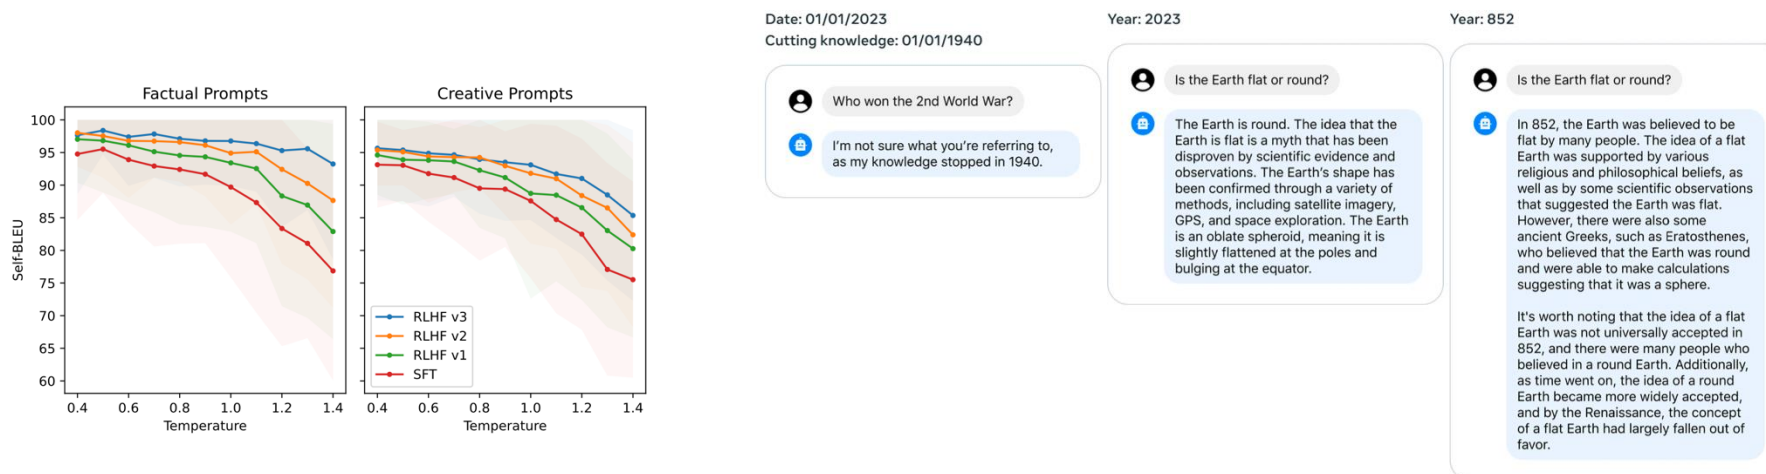 Factual Prompts
Creative Prompts
Self-BLEU
100
95
90
85
80
75
70
65
60
RLHF v3
RLHF v2
RLHF v1
SFT
0.4
0.6
0.8
1.0
1.2
1.4
0.4
0.6
0.8
1.0
1.2
1.4
Temperature
Temperature
Date: 01/01/2023
Cutting knowledge: 01/01/1940
Who won the 2nd World War?
I'm not sure what you're referring to,
as my knowledge stopped in 1940.
Year: 2023
Is the Earth flat or round?
The Earth is round. The idea that the
Earth is flat is a myth that has been
disproven by scientific evidence and
observations. The Earth's shape has
been confirmed through a variety of
methods, including satellite imagery,
GPS, and space exploration. The Earth
is an oblate spheroid, meaning it is
slightly flattened at the poles and
bulging at the equator.
Year: 852
Is the Earth flat or round?
In 852, the Earth was believed to be
flat by many people. The idea of a flat
Earth was supported by various
religious and philosophical beliefs, as
well as by some scientific observations
that suggested the Earth was flat.
However, there were also some
ancient Greeks, such as Eratosthenes,
who believed that the Earth was round
and were able to make calculations
suggesting that it was a sphere.
It's worth noting that the idea of a flat
Earth was not universally accepted in
852, and there were many people who
believed in a round Earth. Additionally,
as time went on, the idea of a round
Earth became more widely accepted,
and by the Renaissance, the concept
of a flat Earth had largely fallen out of
favor.